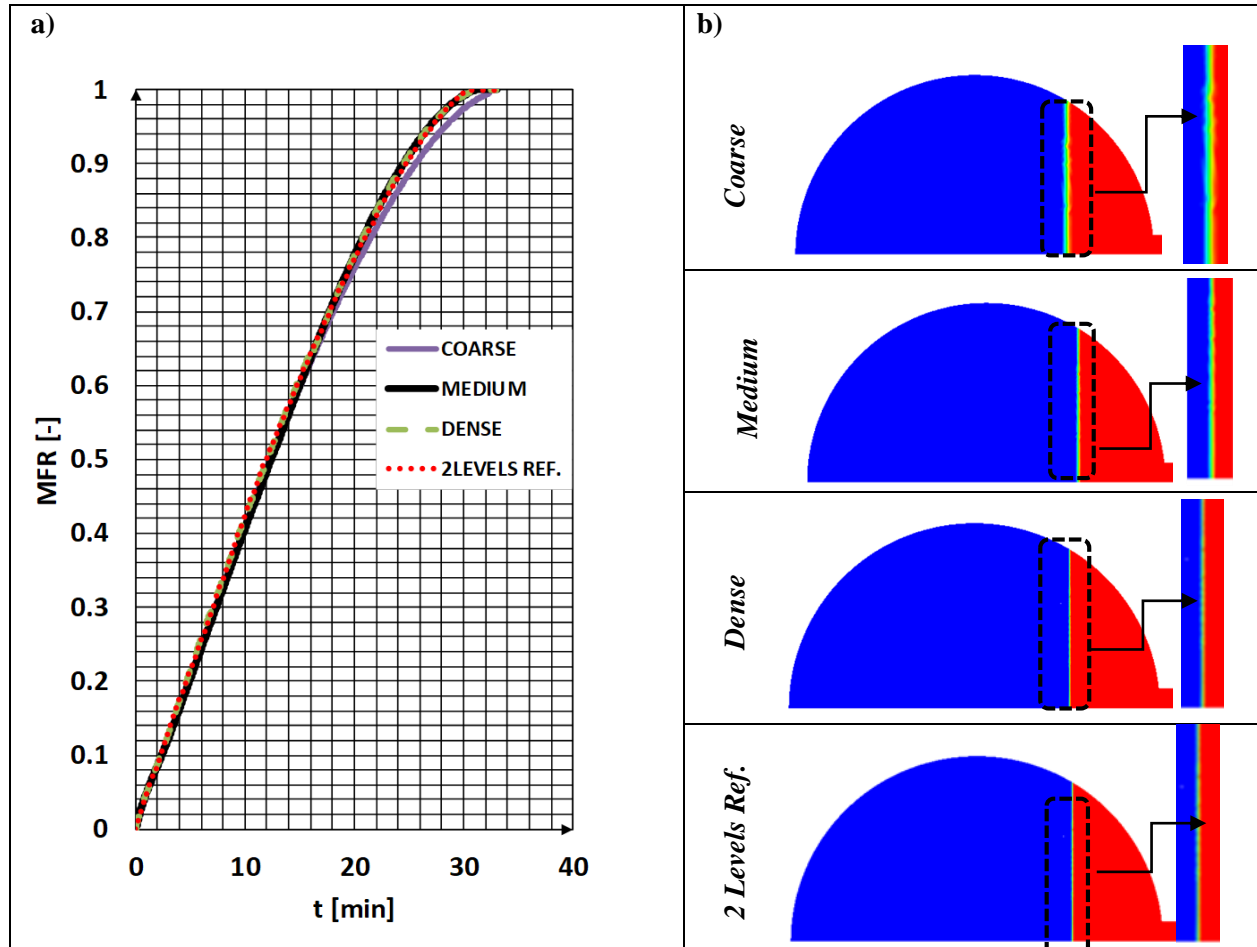 a)
1
0.9
0.8
0.7
0.6
0.5
0.4
0.3
0.2
0.1
0
MFR [-]
0 10 20 30 40
t [min]
COARSE
MEDIUM
DENSE
2LEVELS REF.
b)
Coarse
Medium
Dense
2 Levels Ref.